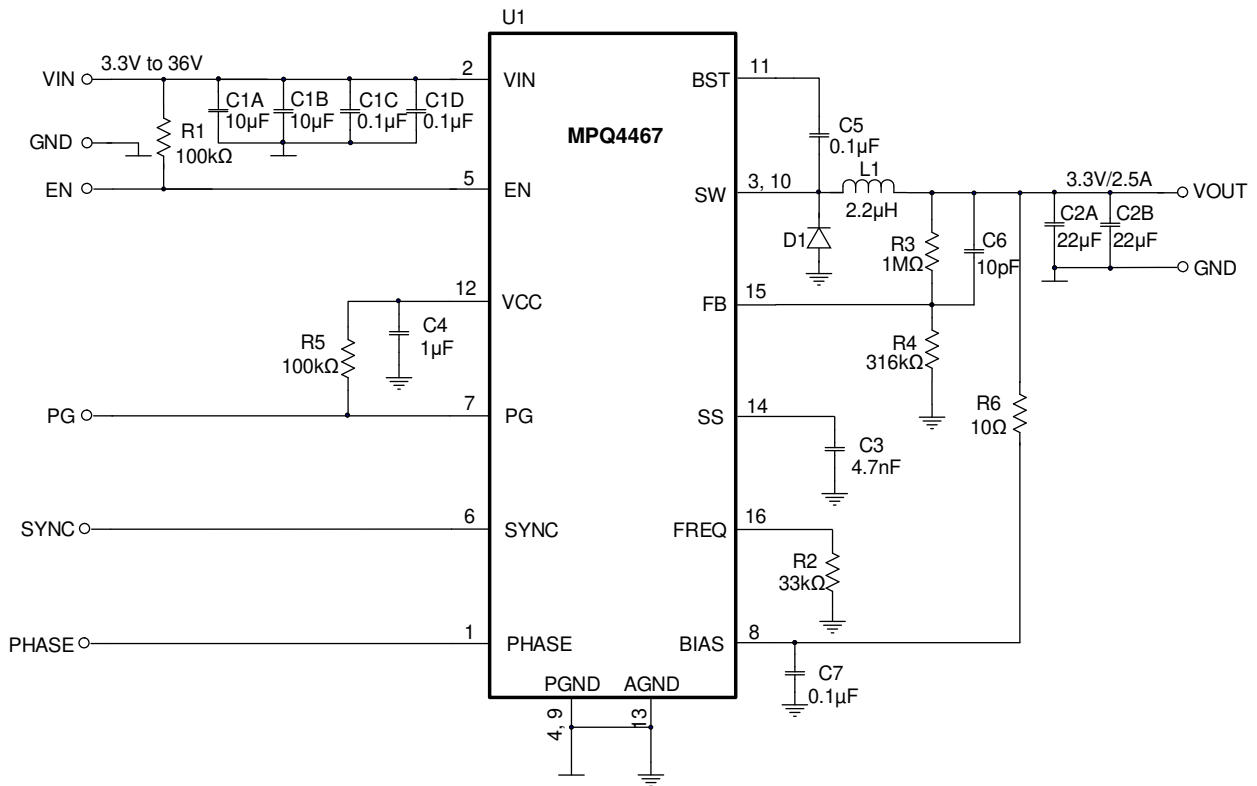 U1
VIN
3.3V to 36V
2
VIN
C1A
10µF
C1B
10µF
C1C
0.1µF
C1D
0.1µF
R1
100kΩ
GND
EN
5
EN
MPQ4467
BST
11
C5
0.1µF
SW
3, 10
L1
2.2µH
3.3V/2.5A
VOUT
D1
R3
1MΩ
C6
10pF
C2A
22µF
C2B
22µF
GND
12
VCC
R5
100kΩ
C4
1µF
FB
15
R4
316kΩ
PG
7
PG
SS
14
C3
4.7nF
R6
10Ω
SYNC
6
SYNC
FREQ
16
R2
33kΩ
PHASE
1
PHASE
BIAS
8
C7
0.1µF
PGND
AGND
4, 9
13